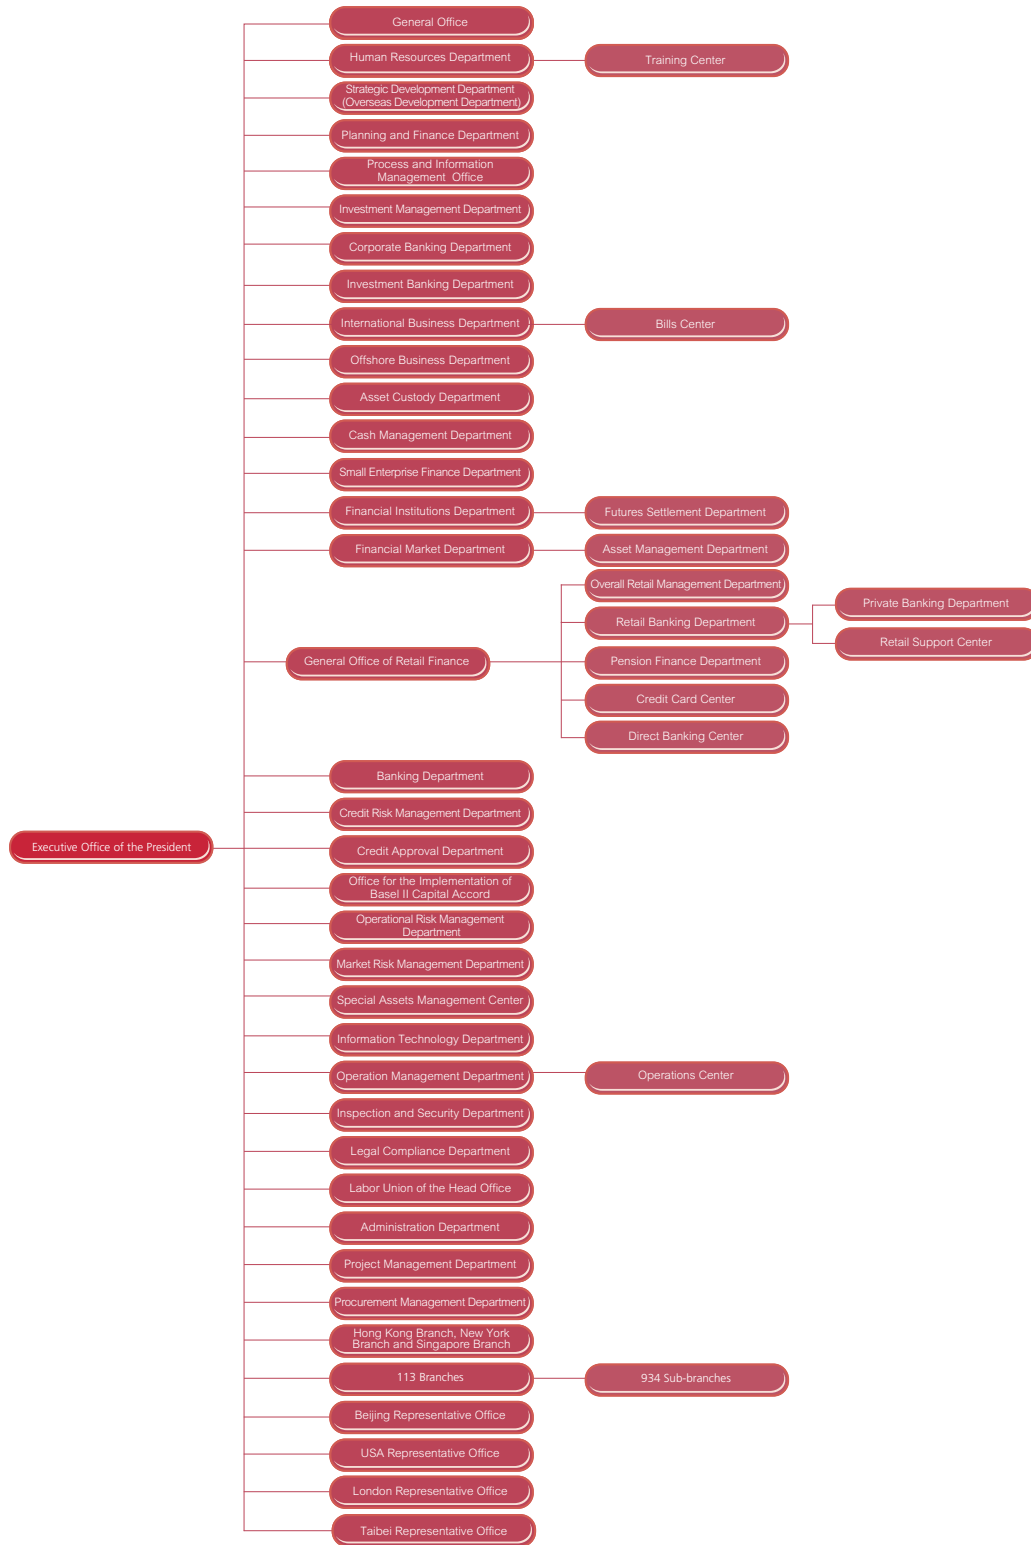 General Office
Human Resources Department
Training Center
Strategic Development Department
(Overseas Development Department)
Planning and Finance Department
Process and Information
Management Office
Investment Management Department
Corporate Banking Department
Investment Banking Department
International Business Department
Bills Center
Offshore Business Department
Asset Custody Department
Cash Management Department
Small Enterprise Finance Department
Financial Institutions Department
Futures Settlement Department
Financial Market Department
Asset Management Department
Overall Retail Management Department
Retail Banking Department
Private Banking Department
Retail Support Center
General Office of Retail Finance
Pension Finance Department
Credit Card Center
Direct Banking Center
Banking Department
Credit Risk Management Department
Executive Office of the President
Credit Approval Department
Office for the Implementation of
Basel II Capital Accord
Operational Risk Management
Department
Market Risk Management Department
Special Assets Management Center
Information Technology Department
Operation Management Department
Operations Center
Inspection and Security Department
Legal Compliance Department
Labor Union of the Head Office
Administration Department
Project Management Department
Procurement Management Department
Hong Kong Branch, New York
Branch and Singapore Branch
113 Branches
934 Sub-branches
Beijing Representative Office
USA Representative Office
London Representative Office
Taibei Representative Office